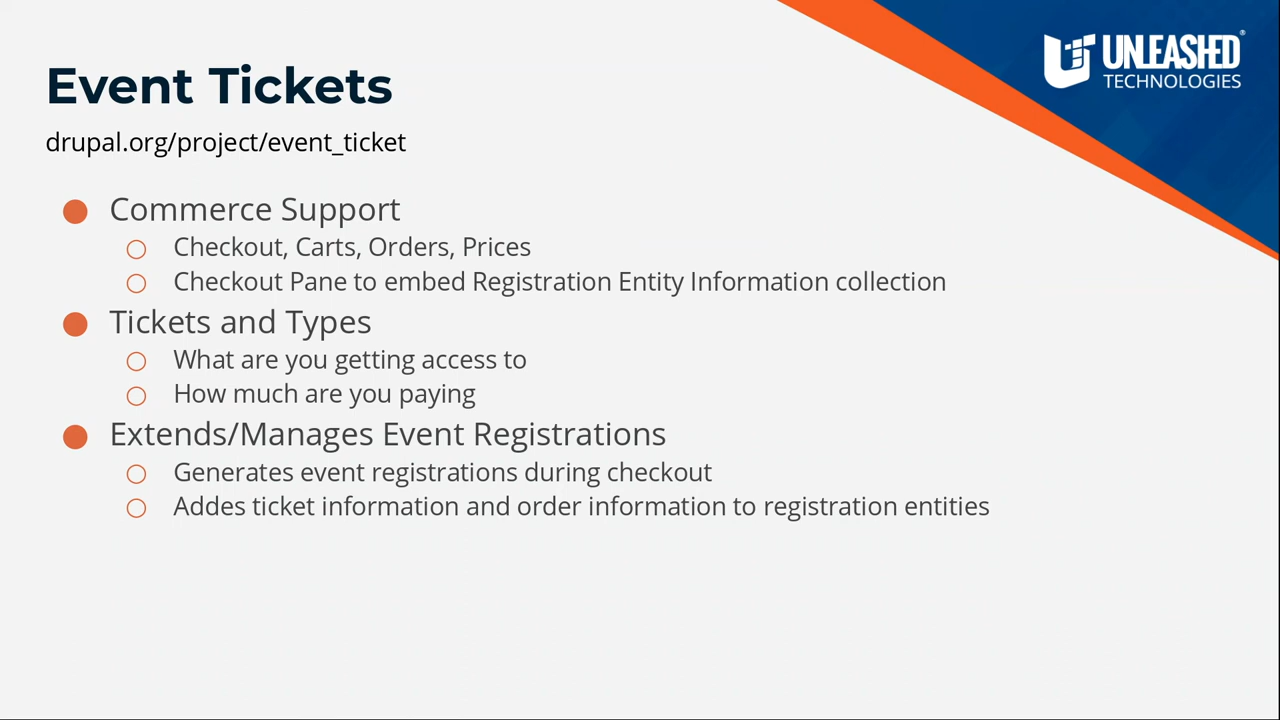 Event Tickets
drupal.org/project/event_ticket
UNLEASHED®
TECHNOLOGIES
Commerce Support
Checkout, Carts, Orders, Prices
Checkout Pane to embed Registration Entity Information collection
Tickets and Types
What are you getting access to
How much are you paying
Extends/Manages Event Registrations
Generates event registrations during checkout
Addes ticket information and order information to registration entities